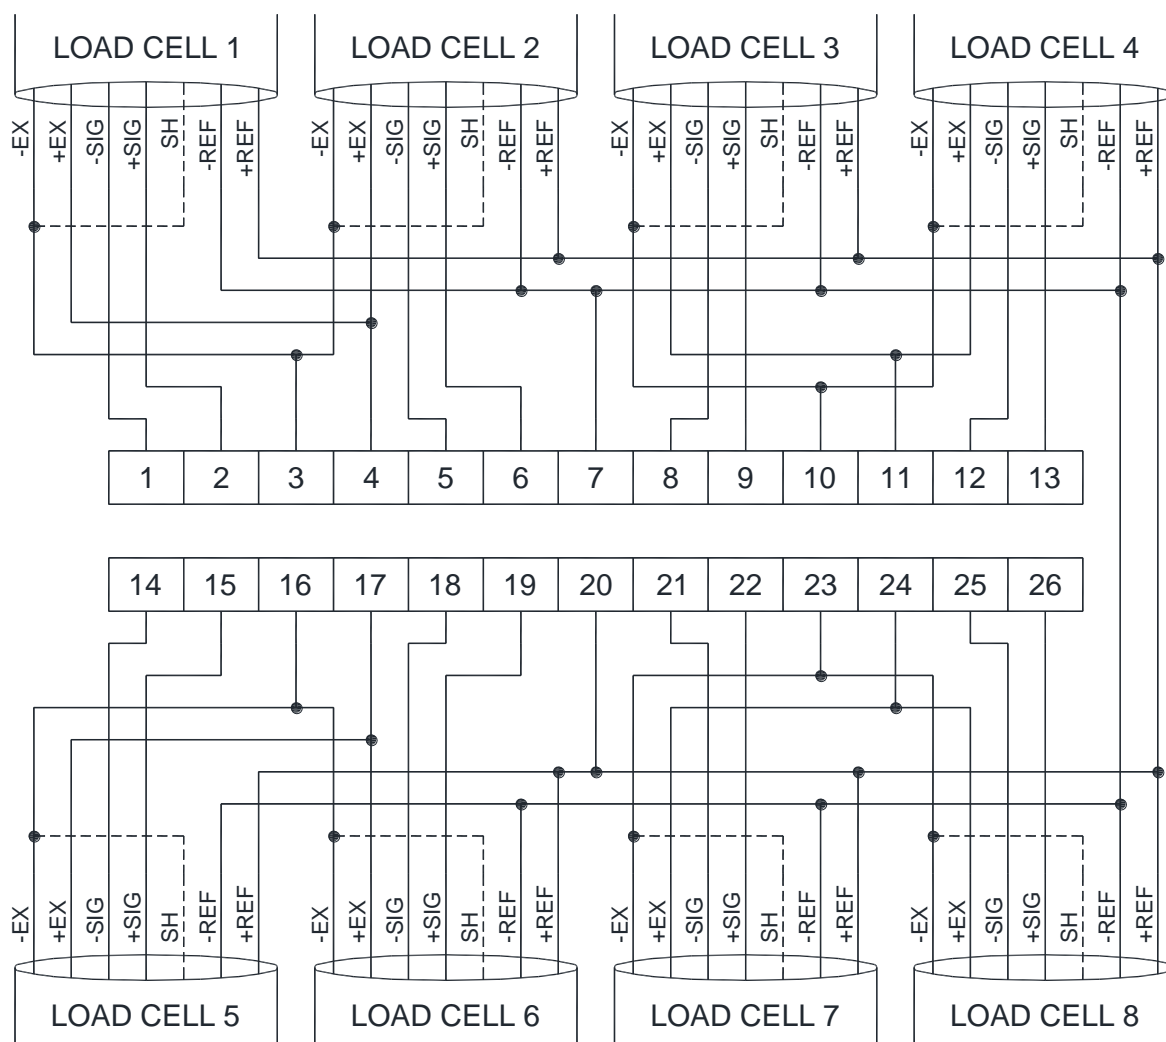 LOAD CELL 1 LOAD CELL 2 LOAD CELL 3 LOAD CELL 4
-EX +EX -SIG +SIG SH -REF +REF -EX +EX -SIG +SIG SH -REF +REF -EX +EX -SIG +SIG SH -REF +REF -EX +EX -SIG +SIG SH -REF +REF
1 2 3 4 5 6 7 8 9 10 11 12 13
14 15 16 17 18 19 20 21 22 23 24 25 26
-EX +EX -SIG +SIG SH -REF +REF -EX +EX -SIG +SIG SH -REF +REF -EX +EX -SIG +SIG SH -REF +REF -EX +EX -SIG +SIG SH -REF +REF
LOAD CELL 5 LOAD CELL 6 LOAD CELL 7 LOAD CELL 8